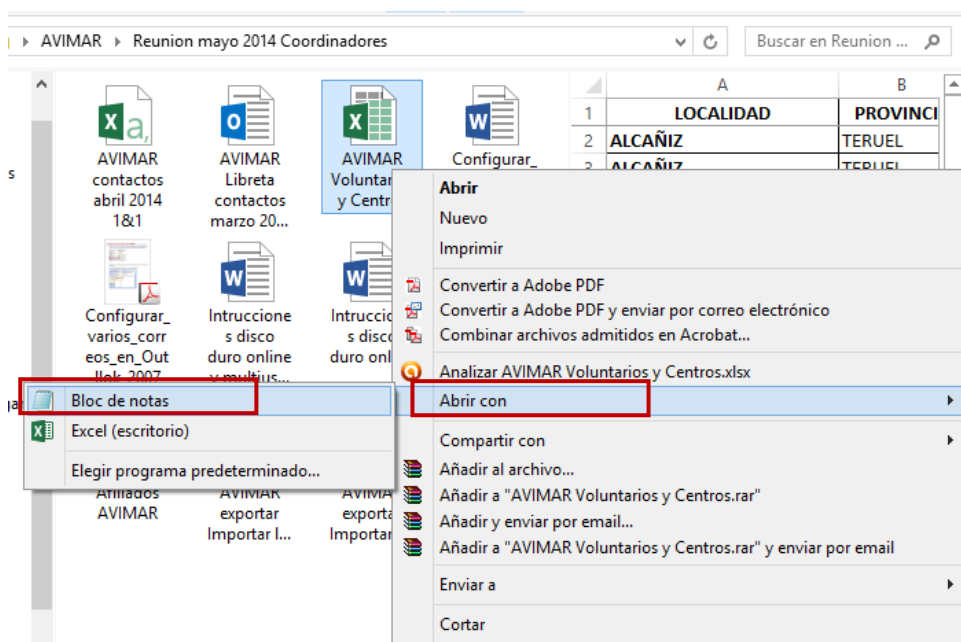 AVIMAR
Reunion mayo 2014 Coordinadores
Buscar en Reunion ...
AVIMAR
contactos
abril 2014
1&1
AVIMAR
Libreta
contactos
marzo 20...
AVIMAR
Voluntar
y Centr
Configurar_
A
B
1
LOCALIDAD
PROVINCI
2
ALCAÑIZ
TERUEL
3
ALCAÑIZ
TERUEL
s
Configurar_
varios_corr
eos_en_Out
llok_2007
Intruccione
s disco
duro online
y multius...
Intruccio
s disco
duro onl
Abrir
Nuevo
Imprimir
Convertir a Adobe PDF
Convertir a Adobe PDF y enviar por correo electrónico
Combinar archivos admitidos en Acrobat...
Analizar AVIMAR Voluntarios y Centros.xlsx
Abrir con
Compartir con
Añadir al archivo...
Añadir a "AVIMAR Voluntarios y Centros.rar"
Añadir y enviar por email...
Añadir a "AVIMAR Voluntarios y Centros.rar" y enviar por email
Enviar a
Cortar
Bloc de notas
Excel (escritorio)
Elegir programa predeterminado...
Afiliados
AVIMAR
AVIMAR
exportar
Importar l...
AVIMA
exporta
Importar